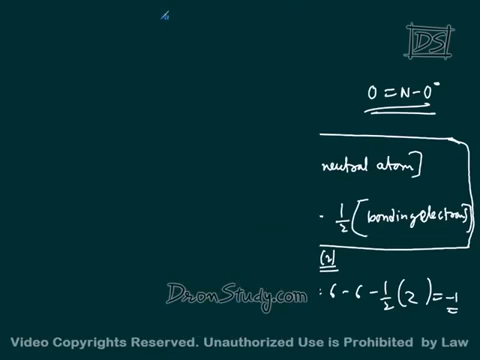 DS
O = N - O⁻
neutral atom]
- 1/2 (bonding electrons)
(2)
: 6 - 6 - 1/2 (2) = -1
DronStudy.com
Video Copyrights Reserved. Unauthorized Use is Prohibited by Law